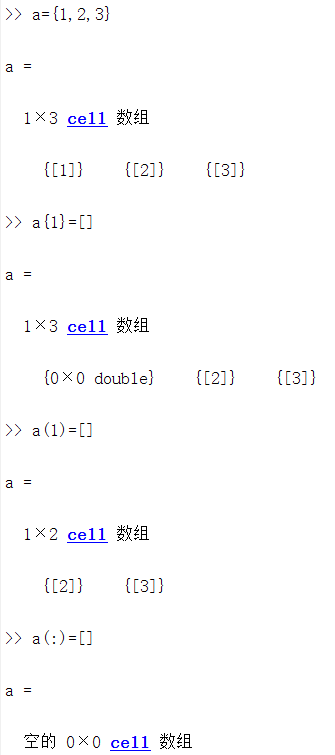 >> a={1,2,3}
a =
1×3 cell 数组
{[1]} {[2]} {[3]}
>> a{1}=[]
a =
1×3 cell 数组
{0×0 double} {[2]} {[3]}
>> a(1)=[]
a =
1×2 cell 数组
{[2]} {[3]}
>> a(:)=[]
a =
空的 0×0 cell 数组